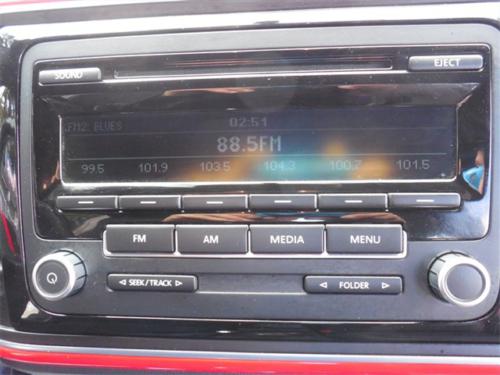 SOUND
EJECT
FM2: BLUES 02:51
88.5FM
99.5 101.9 103.5 104.3 100.7 101.5
FM AM MEDIA MENU
SEEK/TRACK FOLDER